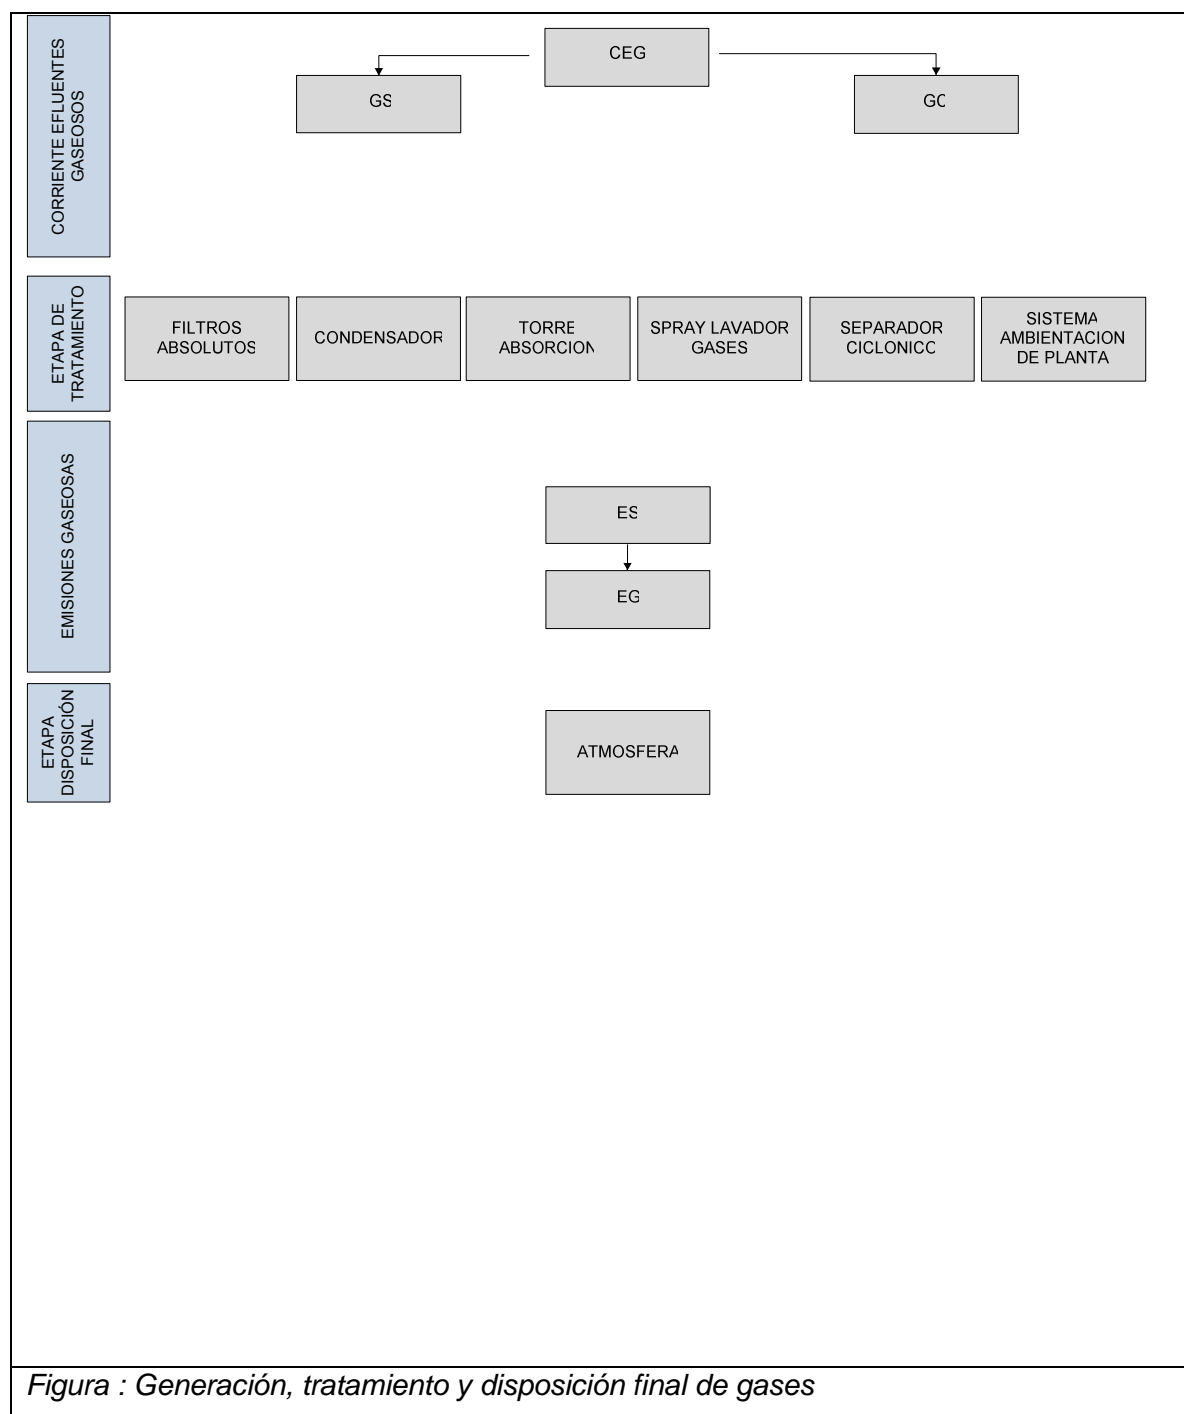 CORRIENTE EFLUENTES
GASEOSOS
CEG
GS
GC
ETAPA DE
TRATAMIENTO
FILTROS
ABSOLUTOS
CONDENSADOR
TORRE
ABSORCION
SPRAY LAVADOR
GASES
SEPARADOR
CICLONICO
SISTEMA
AMBIENTACION
DE PLANTA
EMISIONES GASEOSAS
ES
EG
ETAPA
DISPOSICIÓN
FINAL
ATMOSFERA
Figura : Generación, tratamiento y disposición final de gases